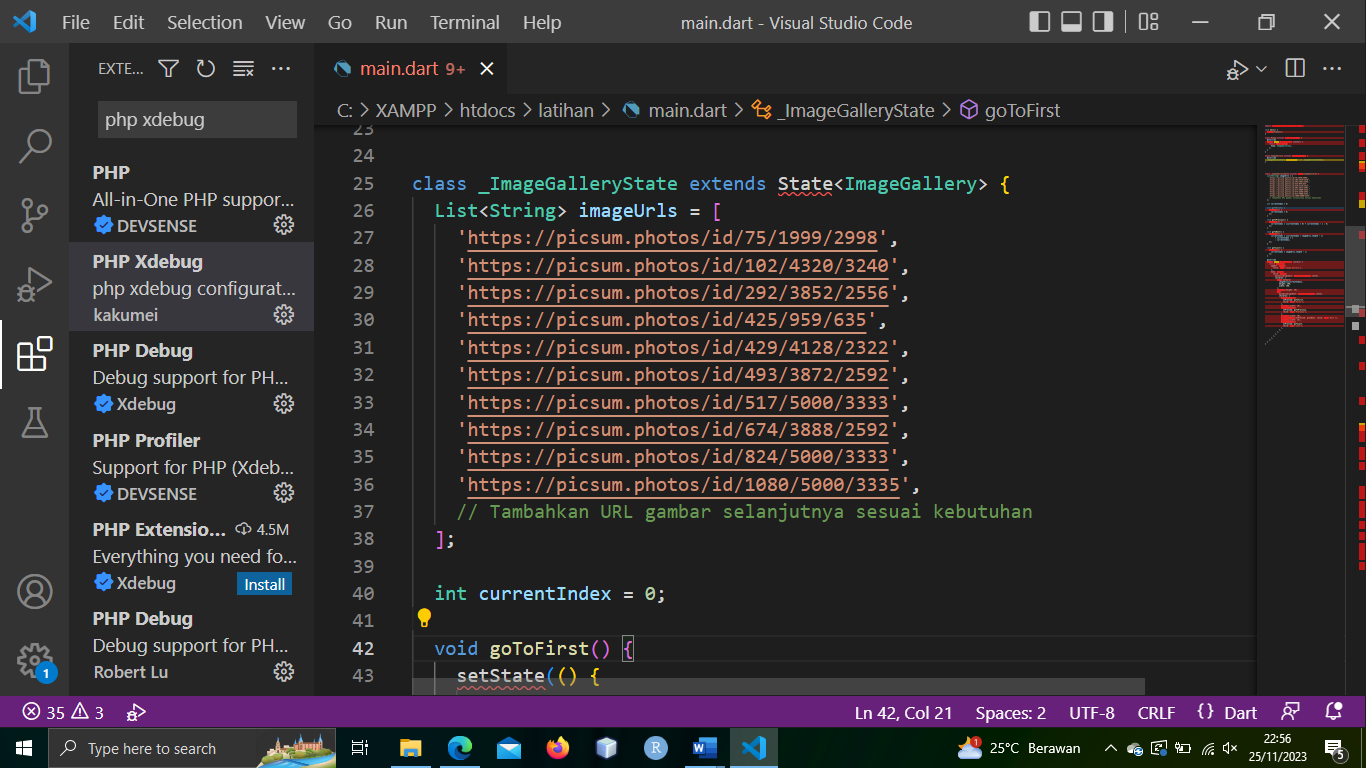 File Edit Selection View Go Run Terminal Help main.dart - Visual Studio Code
EXTE...
main.dart 9+
php xdebug
C: > XAMPP > htdocs > latihan > main.dart > _ImageGalleryState > goToFirst
PHP
All-in-One PHP suppor...
DEVSENSE
PHP Xdebug
php xdebug configurat...
kakumei
PHP Debug
Debug support for PH...
Xdebug
PHP Profiler
Support for PHP (Xdeb...
DEVSENSE
PHP Extensio... 4.5M
Everything you need fo...
Xdebug Install
PHP Debug
Debug support for PH...
Robert Lu
1
23
24
25 class _ImageGalleryState extends State<ImageGallery> {
26 List<String> imageUrls = [
27 'https://picsum.photos/id/75/1999/2998',
28 'https://picsum.photos/id/102/4320/3240',
29 'https://picsum.photos/id/292/3852/2556',
30 'https://picsum.photos/id/425/959/635',
31 'https://picsum.photos/id/429/4128/2322',
32 'https://picsum.photos/id/493/3872/2592',
33 'https://picsum.photos/id/517/5000/3333',
34 'https://picsum.photos/id/674/3888/2592',
35 'https://picsum.photos/id/824/5000/3333',
36 'https://picsum.photos/id/1080/5000/3335',
37 // Tambahkan URL gambar selanjutnya sesuai kebutuhan
38 ];
39
40 int currentIndex = 0;
41
42 void goToFirst() {
43 setState(() {
35 3 Ln 42, Col 21 Spaces: 2 UTF-8 CRLF {} Dart
Type here to search R W 1 25°C Berawan 22:56
25/11/2023 5